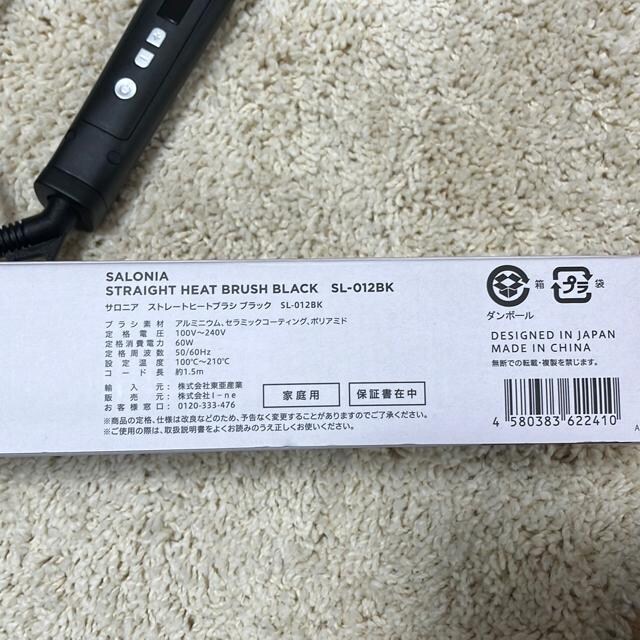 SALONIA
STRAIGHT HEAT BRUSH BLACK SL-012BK
サロニア ストレートヒートブラシ ブラック SL-012BK
ブラシ素材 アルミニウム、セラミックコーティング、ポリアミド
定格電圧 100V〜240V
定格消費電力 60W
定格周波数 50/60Hz
設定温度 100℃〜210℃
コード長 約1.5m
輸入元: 株式会社東亜産業
販売元: 株式会社I-ne
お客様窓口: 0120-333-476
家庭用
保証書在中
※商品の定格、仕様は改良などのため、予告なく変更することがありますのでご了承ください。
※ご使用の際は、取扱説明書をよくお読みのうえ正しくお使いください。
箱
プラ
袋
ダンボール
DESIGNED IN JAPAN
MADE IN CHINA
無断での転載・複製を禁じます。
4 580383 622410
A